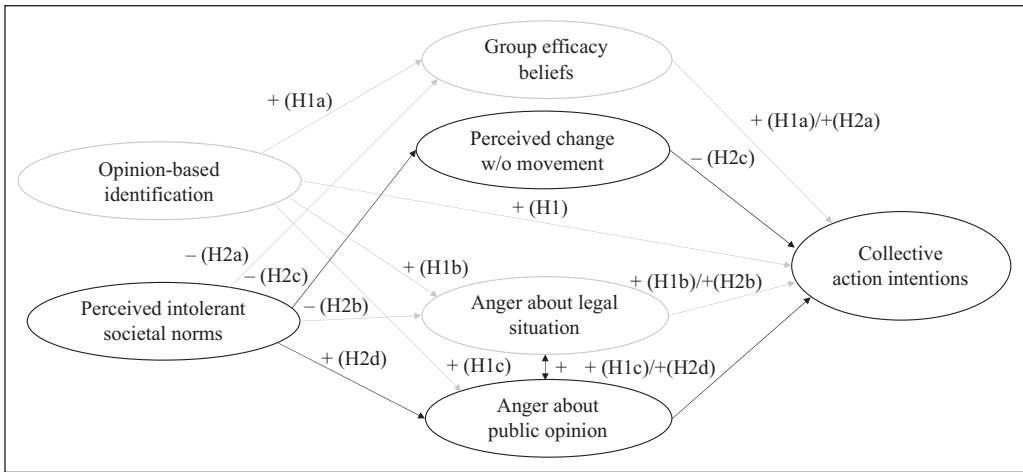 Group efficacy
beliefs
+ (H1a)
+ (H1a)/+(H2a)
Perceived change
w/o movement
– (H2c)
Opinion-based
identification
+ (H1)
– (H2a)
– (H2c)
Collective
action intentions
+ (H1b)
+ (H1b)/+(H2b)
Perceived intolerant
societal norms
– (H2b)
Anger about legal
situation
+ (H2d)
+ (H1c)
+
+ (H1c)/+(H2d)
Anger about
public opinion